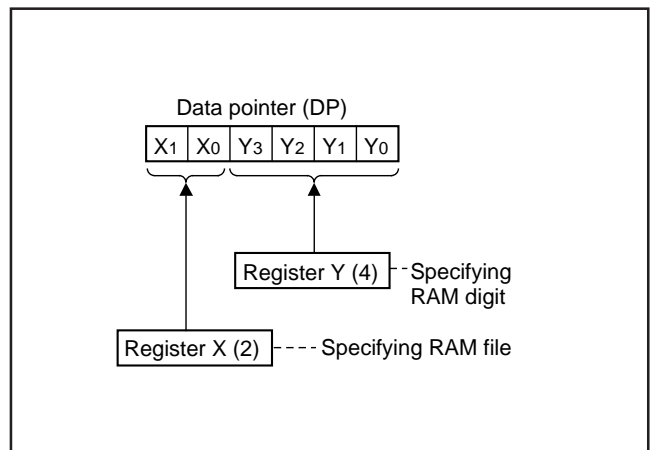 Data pointer (DP)
X1 X0 Y3 Y2 Y1 Y0
Register Y (4) Specifying
RAM digit
Register X (2) Specifying RAM file